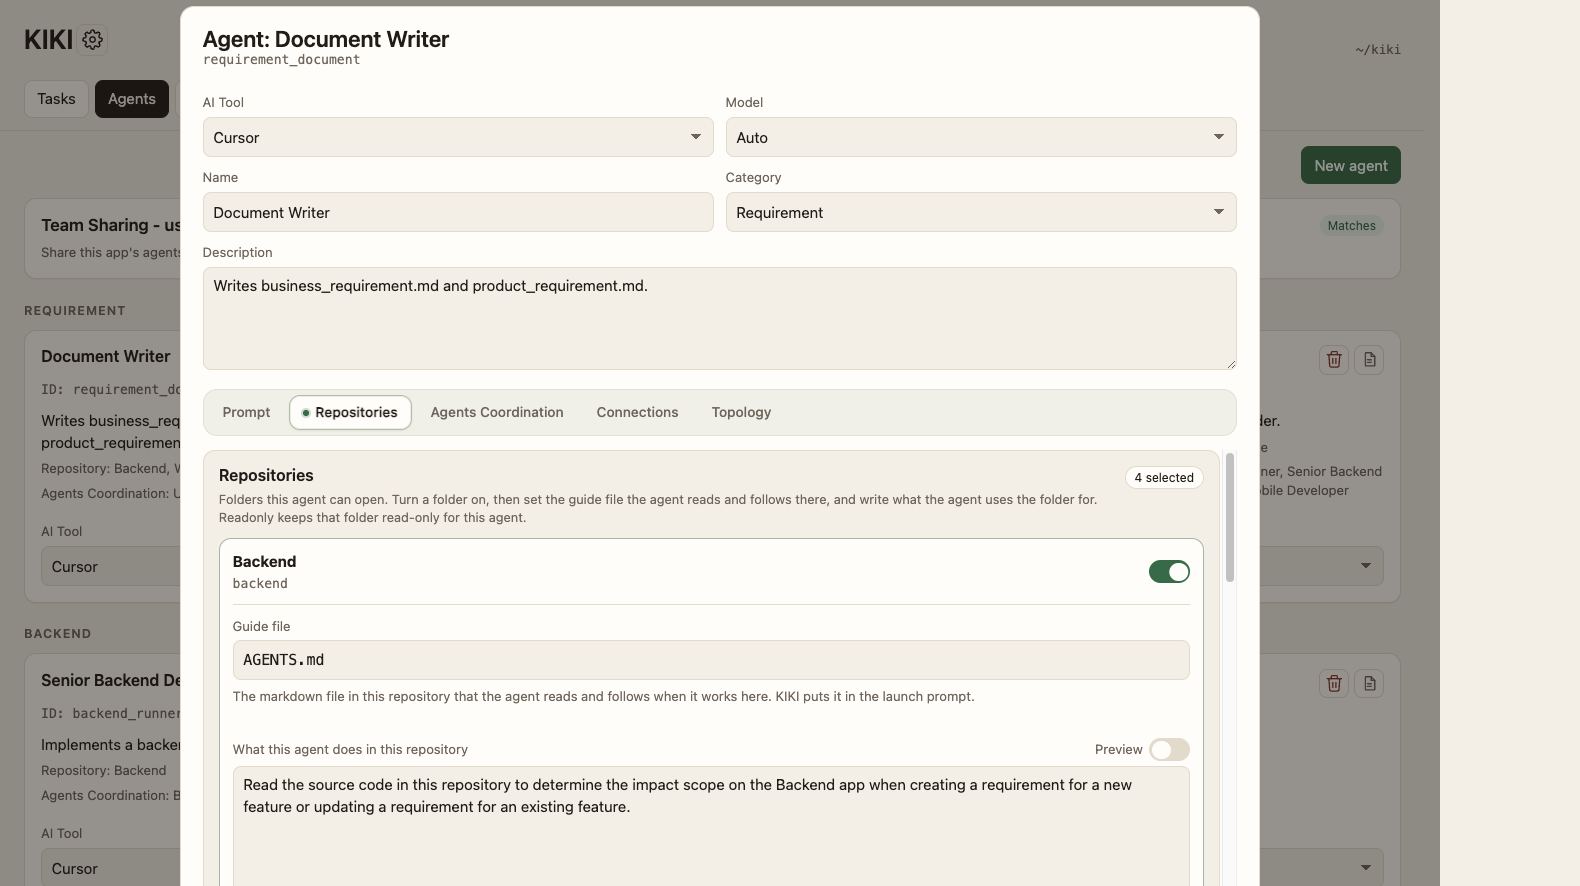 KIKI
~/kiki
Tasks
Agents
New agent
Team Sharing - us
Share this app's agents
Matches
REQUIREMENT
Document Writer
ID: requirement_do
Writes business_req
product_requiremen
Repository: Backend, W
Agents Coordination: U
AI Tool
Cursor
BACKEND
Senior Backend De
ID: backend_runner
Implements a backe
Repository: Backend
Agents Coordination: B
AI Tool
Cursor
Agent: Document Writer
requirement_document
AI Tool
Model
Cursor
Auto
Name
Category
Document Writer
Requirement
Description
Writes business_requirement.md and product_requirement.md.
Prompt
Repositories
Agents Coordination
Connections
Topology
Repositories
4 selected
Folders this agent can open. Turn a folder on, then set the guide file the agent reads and follows there, and write what the agent uses the folder for.
Readonly keeps that folder read-only for this agent.
Backend
backend
Guide file
AGENTS.md
The markdown file in this repository that the agent reads and follows when it works here. KIKI puts it in the launch prompt.
What this agent does in this repository
Preview
Read the source code in this repository to determine the impact scope on the Backend app when creating a requirement for a new
feature or updating a requirement for an existing feature.
der.
e
ner, Senior Backend
bile Developer